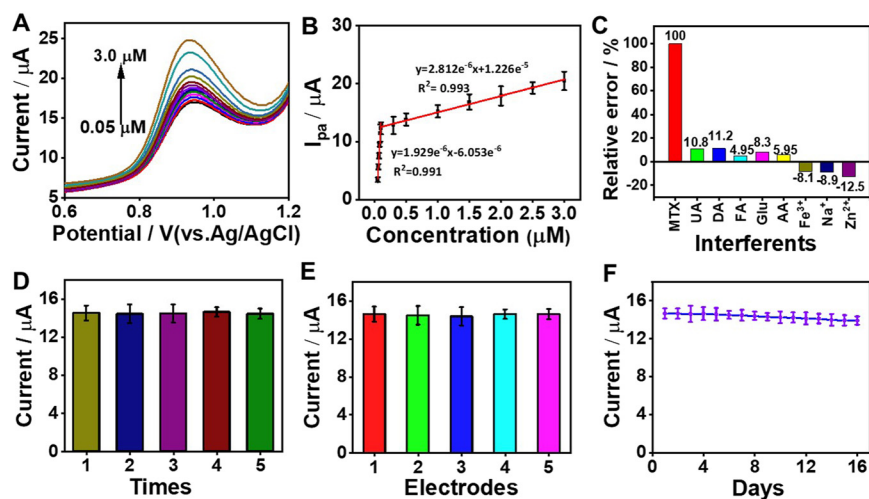 A
Current / μA
25
20
15
10
5
3.0 μM
0.05 μM
0.6
0.8
1.0
1.2
Potential / V(vs.Ag/AgCl)
B
Ipa / μA
40
30
20
10
0
y=2.812e⁻⁶x+1.226e⁻⁵
R²= 0.993
y=1.929e⁻⁶x-6.053e⁻⁶
R²=0.991
0.0 0.5 1.0 1.5 2.0 2.5 3.0
Concentration (μM)
C
Relative error / %
100
80
60
40
20
0
-20
100
10.8
11.2
4.95
8.3
5.95
-8.1
-8.9
-12.5
MTX
UA
DA
FA
Glu
AA
Fe³⁺
Na⁺
Zn²⁺
Interferents
D
Current / μA
20
16
12
8
4
0
1 2 3 4 5
Times
E
Current / μA
20
16
12
8
4
0
1 2 3 4 5
Electrodes
F
Current / μA
20
16
12
8
4
0
0 4 8 12 16
Days